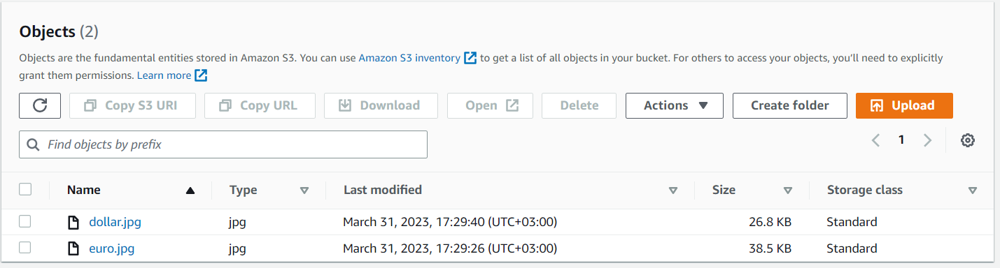 Objects (2)
Objects are the fundamental entities stored in Amazon S3. You can use Amazon S3 inventory to get a list of all objects in your bucket. For others to access your objects, you’ll need to explicitly
grant them permissions. Learn more
Copy S3 URI Copy URL Download Open Delete Actions Create folder Upload
Find objects by prefix 1
Name Type Last modified Size Storage class
dollar.jpg jpg March 31, 2023, 17:29:40 (UTC+03:00) 26.8 KB Standard
euro.jpg jpg March 31, 2023, 17:29:26 (UTC+03:00) 38.5 KB Standard